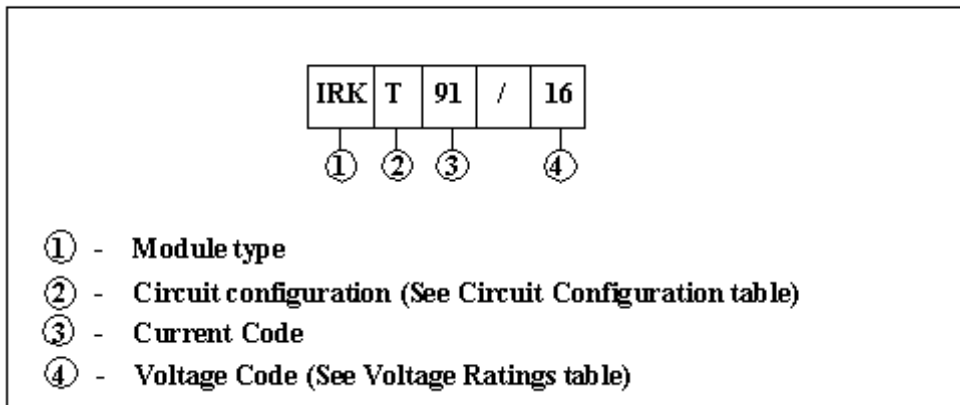 IRK T 91 / 16
① ② ③ ④
① - Module type
② - Circuit configuration (See Circuit Configuration table)
③ - Current Code
④ - Voltage Code (See Voltage Ratings table)